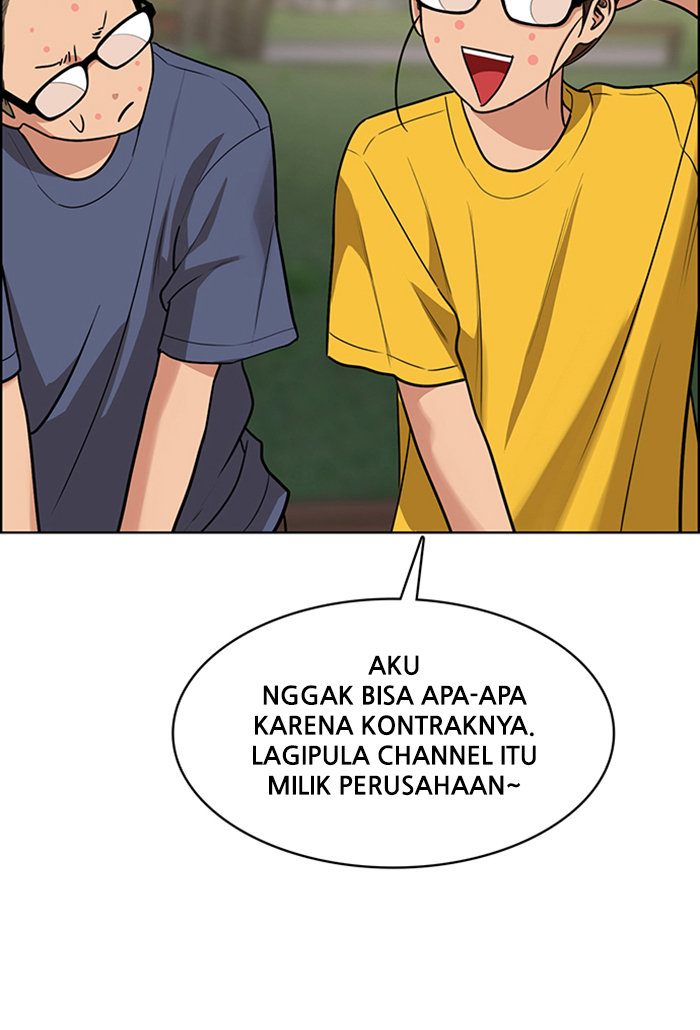 AKU
NGGAK BISA APA-APA
KARENA KONTRAKNYA.
LAGIPULA CHANNEL ITU
MILIK PERUSAHAAN~